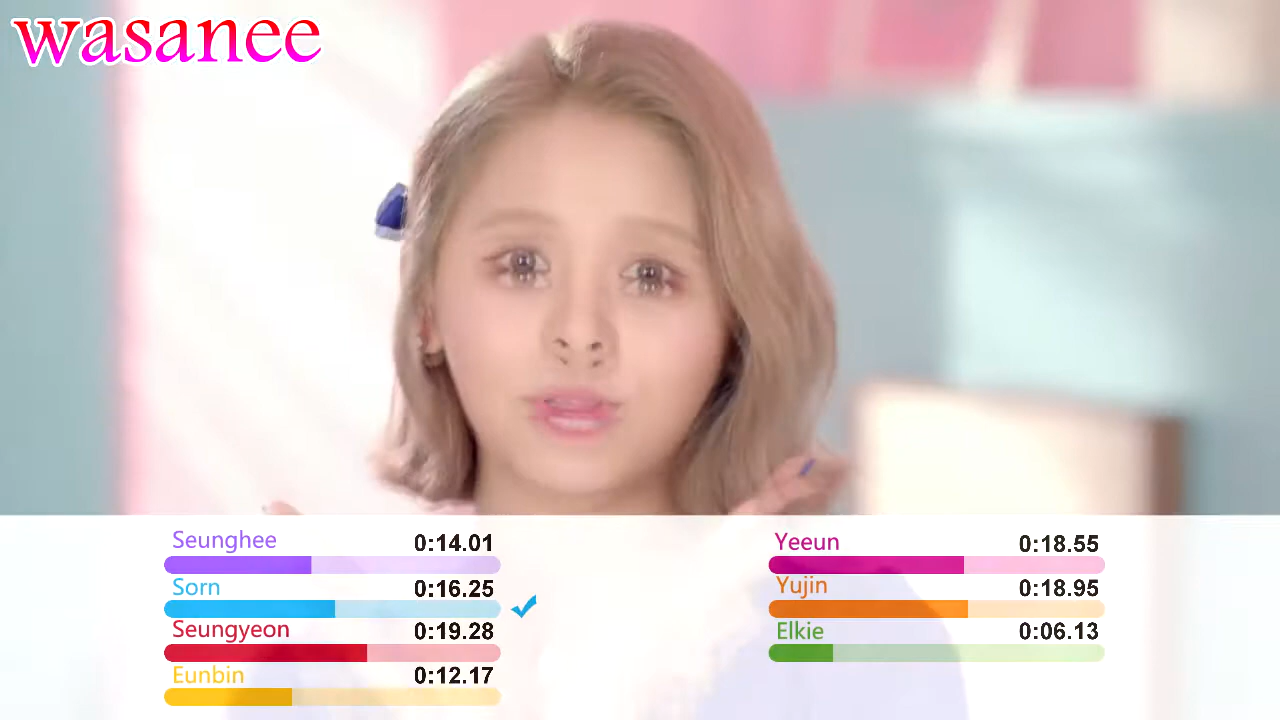 wasanee
Seunghee 0:14.01
Sorn 0:16.25
Seungyeon 0:19.28
Eunbin 0:12.17
Yeeun 0:18.55
Yujin 0:18.95
Elkie 0:06.13